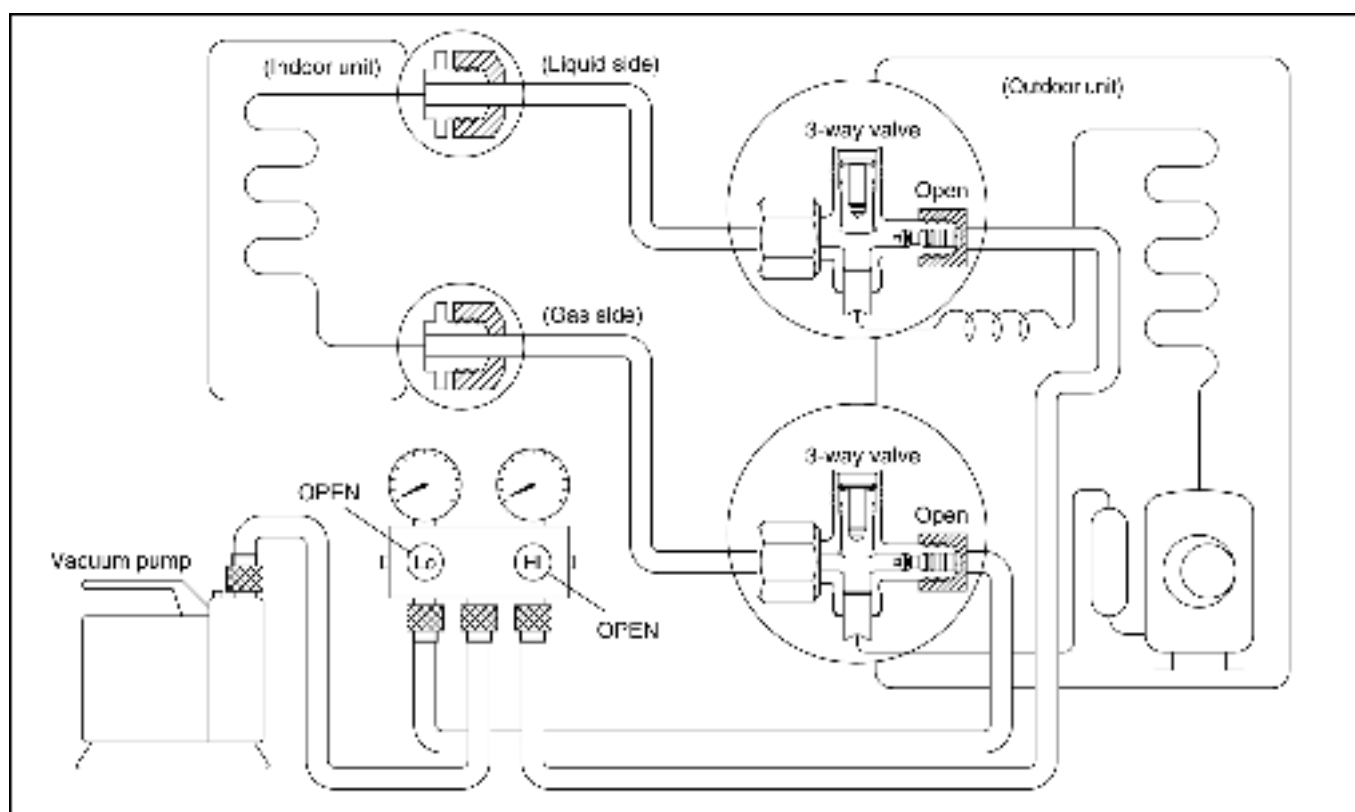 (Indoor unit)
(Liquid side)
(Outdoor unit)
3-way valve
Open
(Gas side)
3-way valve
Open
OPEN
Vacuum pump
Lo
HI
OPEN